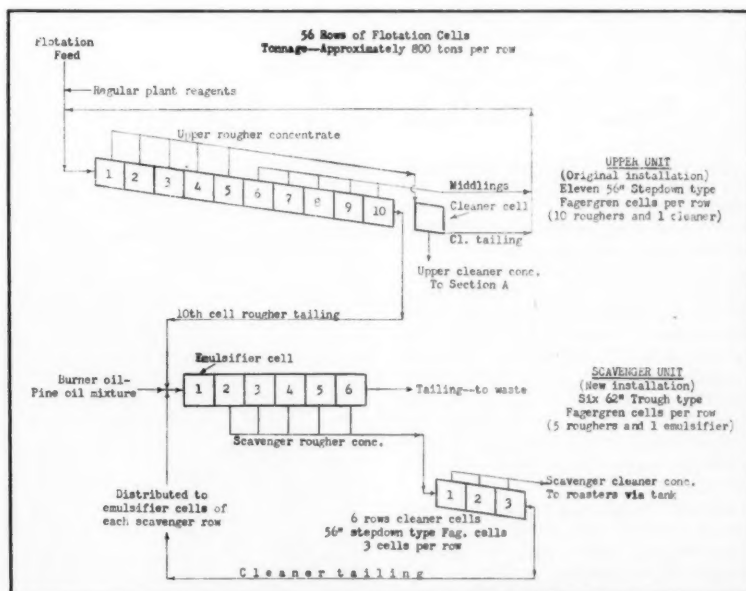 56 Rows of Flotation Cells
Tonnage—Approximately 800 tons per row
Flotation
Feed
Regular plant reagents
Upper rougher concentrate
1 2 3 4 5 6 7 8 9 10
Middlings
Cleaner cell
Cl. tailing
Upper cleaner conc.
To Section A
UPPER UNIT
(Original installation)
Eleven 56" Stepdown type
Fagergren cells per row
(10 roughers and 1 cleaner)
10th cell rougher tailing
Emulsifier cell
Burner oil-
Pine oil mixture
1 2 3 4 5 6
Tailing--to waste
Scavenger rougher conc.
SCAVENGER UNIT
(New installation)
Six 62" Trough type
Fagergren cells per row
(5 roughers and 1 emulsifier)
1 2 3
Scavenger cleaner conc.
To roasters via tank
Distributed to
emulsifier cells of
each scavenger row
6 rows cleaner cells
56" stepdown type Fag. cells
3 cells per row
Cleaner tailing